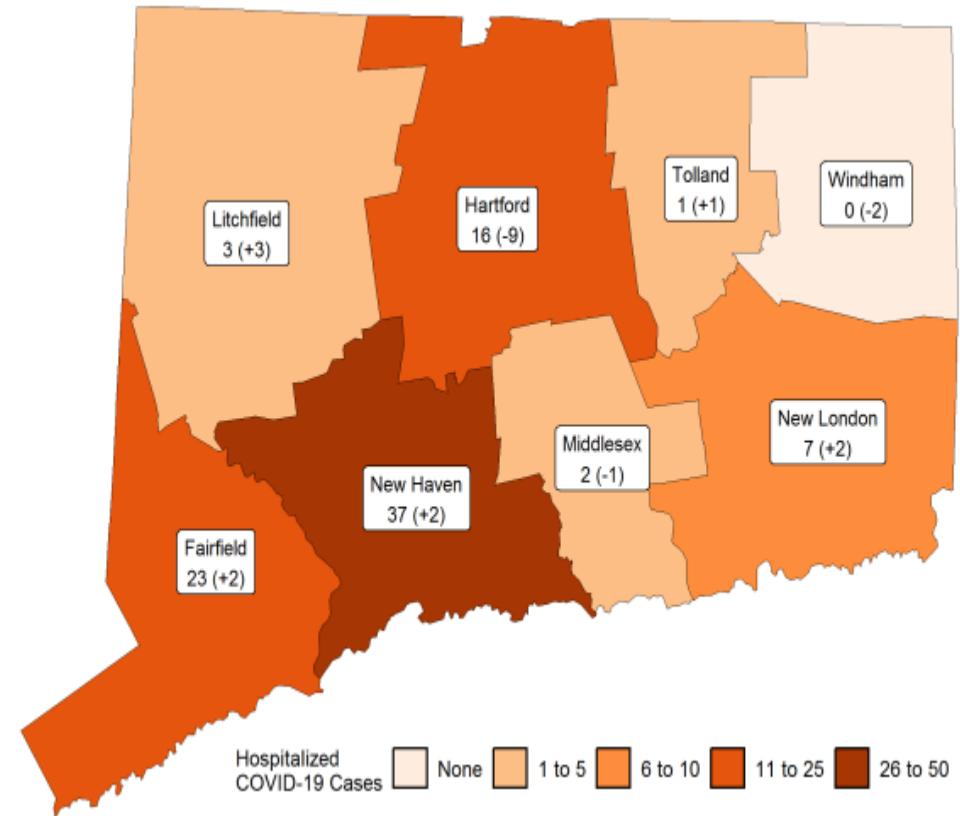 Litchfield
3 (+3)
Hartford
16 (-9)
Tolland
1 (+1)
Windham
0 (-2)
New London
7 (+2)
Middlesex
2 (-1)
New Haven
37 (+2)
Fairfield
23 (+2)
Hospitalized
COVID-19 Cases
None
1 to 5
6 to 10
11 to 25
26 to 50